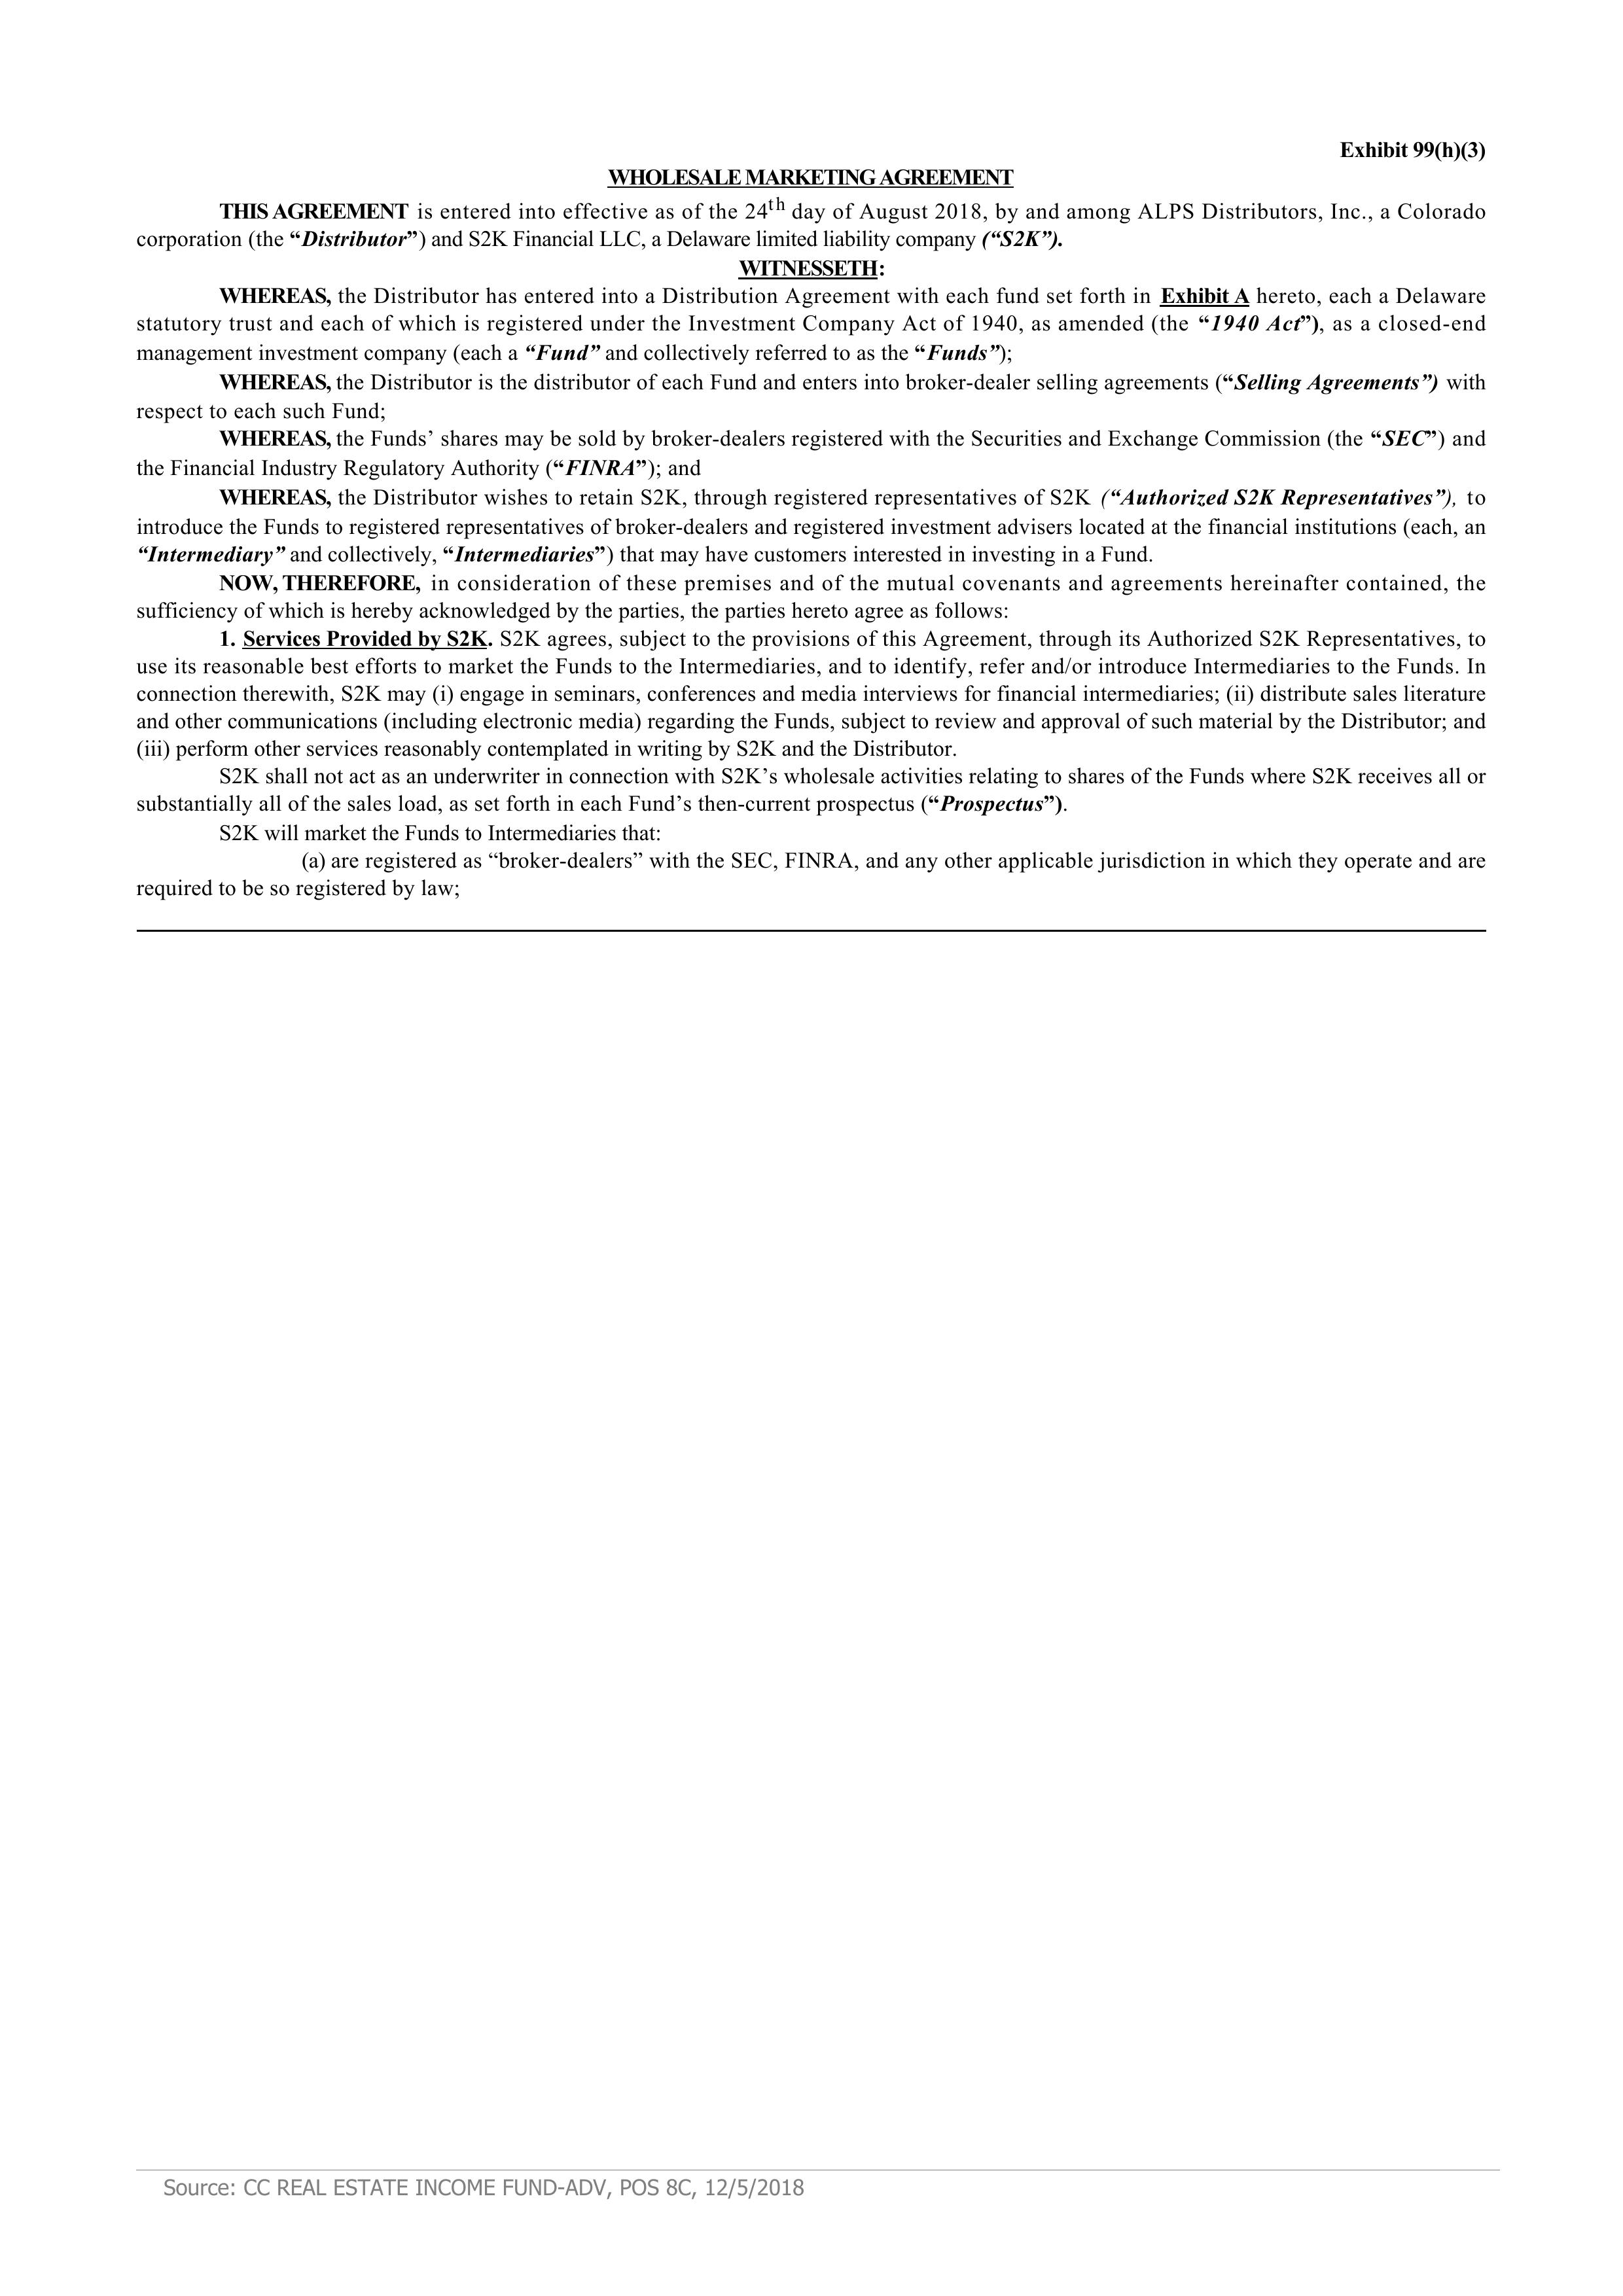 Exhibit 99(h)(3)
WHOLESALE MARKETING AGREEMENT
THIS AGREEMENT is entered into effective as of the 24th day of August 2018, by and among ALPS Distributors, Inc., a Colorado
corporation (the “Distributor”) and S2K Financial LLC, a Delaware limited liability company (“S2K”).
WITNESSETH:
WHEREAS, the Distributor has entered into a Distribution Agreement with each fund set forth in Exhibit A hereto, each a Delaware
statutory trust and each of which is registered under the Investment Company Act of 1940, as amended (the “1940 Act”), as a closed-end
management investment company (each a “Fund” and collectively referred to as the “Funds”);
WHEREAS, the Distributor is the distributor of each Fund and enters into broker-dealer selling agreements (“Selling Agreements”) with
respect to each such Fund;
WHEREAS, the Funds’ shares may be sold by broker-dealers registered with the Securities and Exchange Commission (the “SEC”) and
the Financial Industry Regulatory Authority (“FINRA”); and
WHEREAS, the Distributor wishes to retain S2K, through registered representatives of S2K (“Authorized S2K Representatives”), to
introduce the Funds to registered representatives of broker-dealers and registered investment advisers located at the financial institutions (each, an
“Intermediary” and collectively, “Intermediaries”) that may have customers interested in investing in a Fund.
NOW, THEREFORE, in consideration of these premises and of the mutual covenants and agreements hereinafter contained, the
sufficiency of which is hereby acknowledged by the parties, the parties hereto agree as follows:
1. Services Provided by S2K. S2K agrees, subject to the provisions of this Agreement, through its Authorized S2K Representatives, to
use its reasonable best efforts to market the Funds to the Intermediaries, and to identify, refer and/or introduce Intermediaries to the Funds. In
connection therewith, S2K may (i) engage in seminars, conferences and media interviews for financial intermediaries; (ii) distribute sales literature
and other communications (including electronic media) regarding the Funds, subject to review and approval of such material by the Distributor; and
(iii) perform other services reasonably contemplated in writing by S2K and the Distributor.
S2K shall not act as an underwriter in connection with S2K’s wholesale activities relating to shares of the Funds where S2K receives all or
substantially all of the sales load, as set forth in each Fund’s then-current prospectus (“Prospectus”).
S2K will market the Funds to Intermediaries that:
(a) are registered as “broker-dealers” with the SEC, FINRA, and any other applicable jurisdiction in which they operate and are
required to be so registered by law;
Source: CC REAL ESTATE INCOME FUND-ADV, POS 8C, 12/5/2018